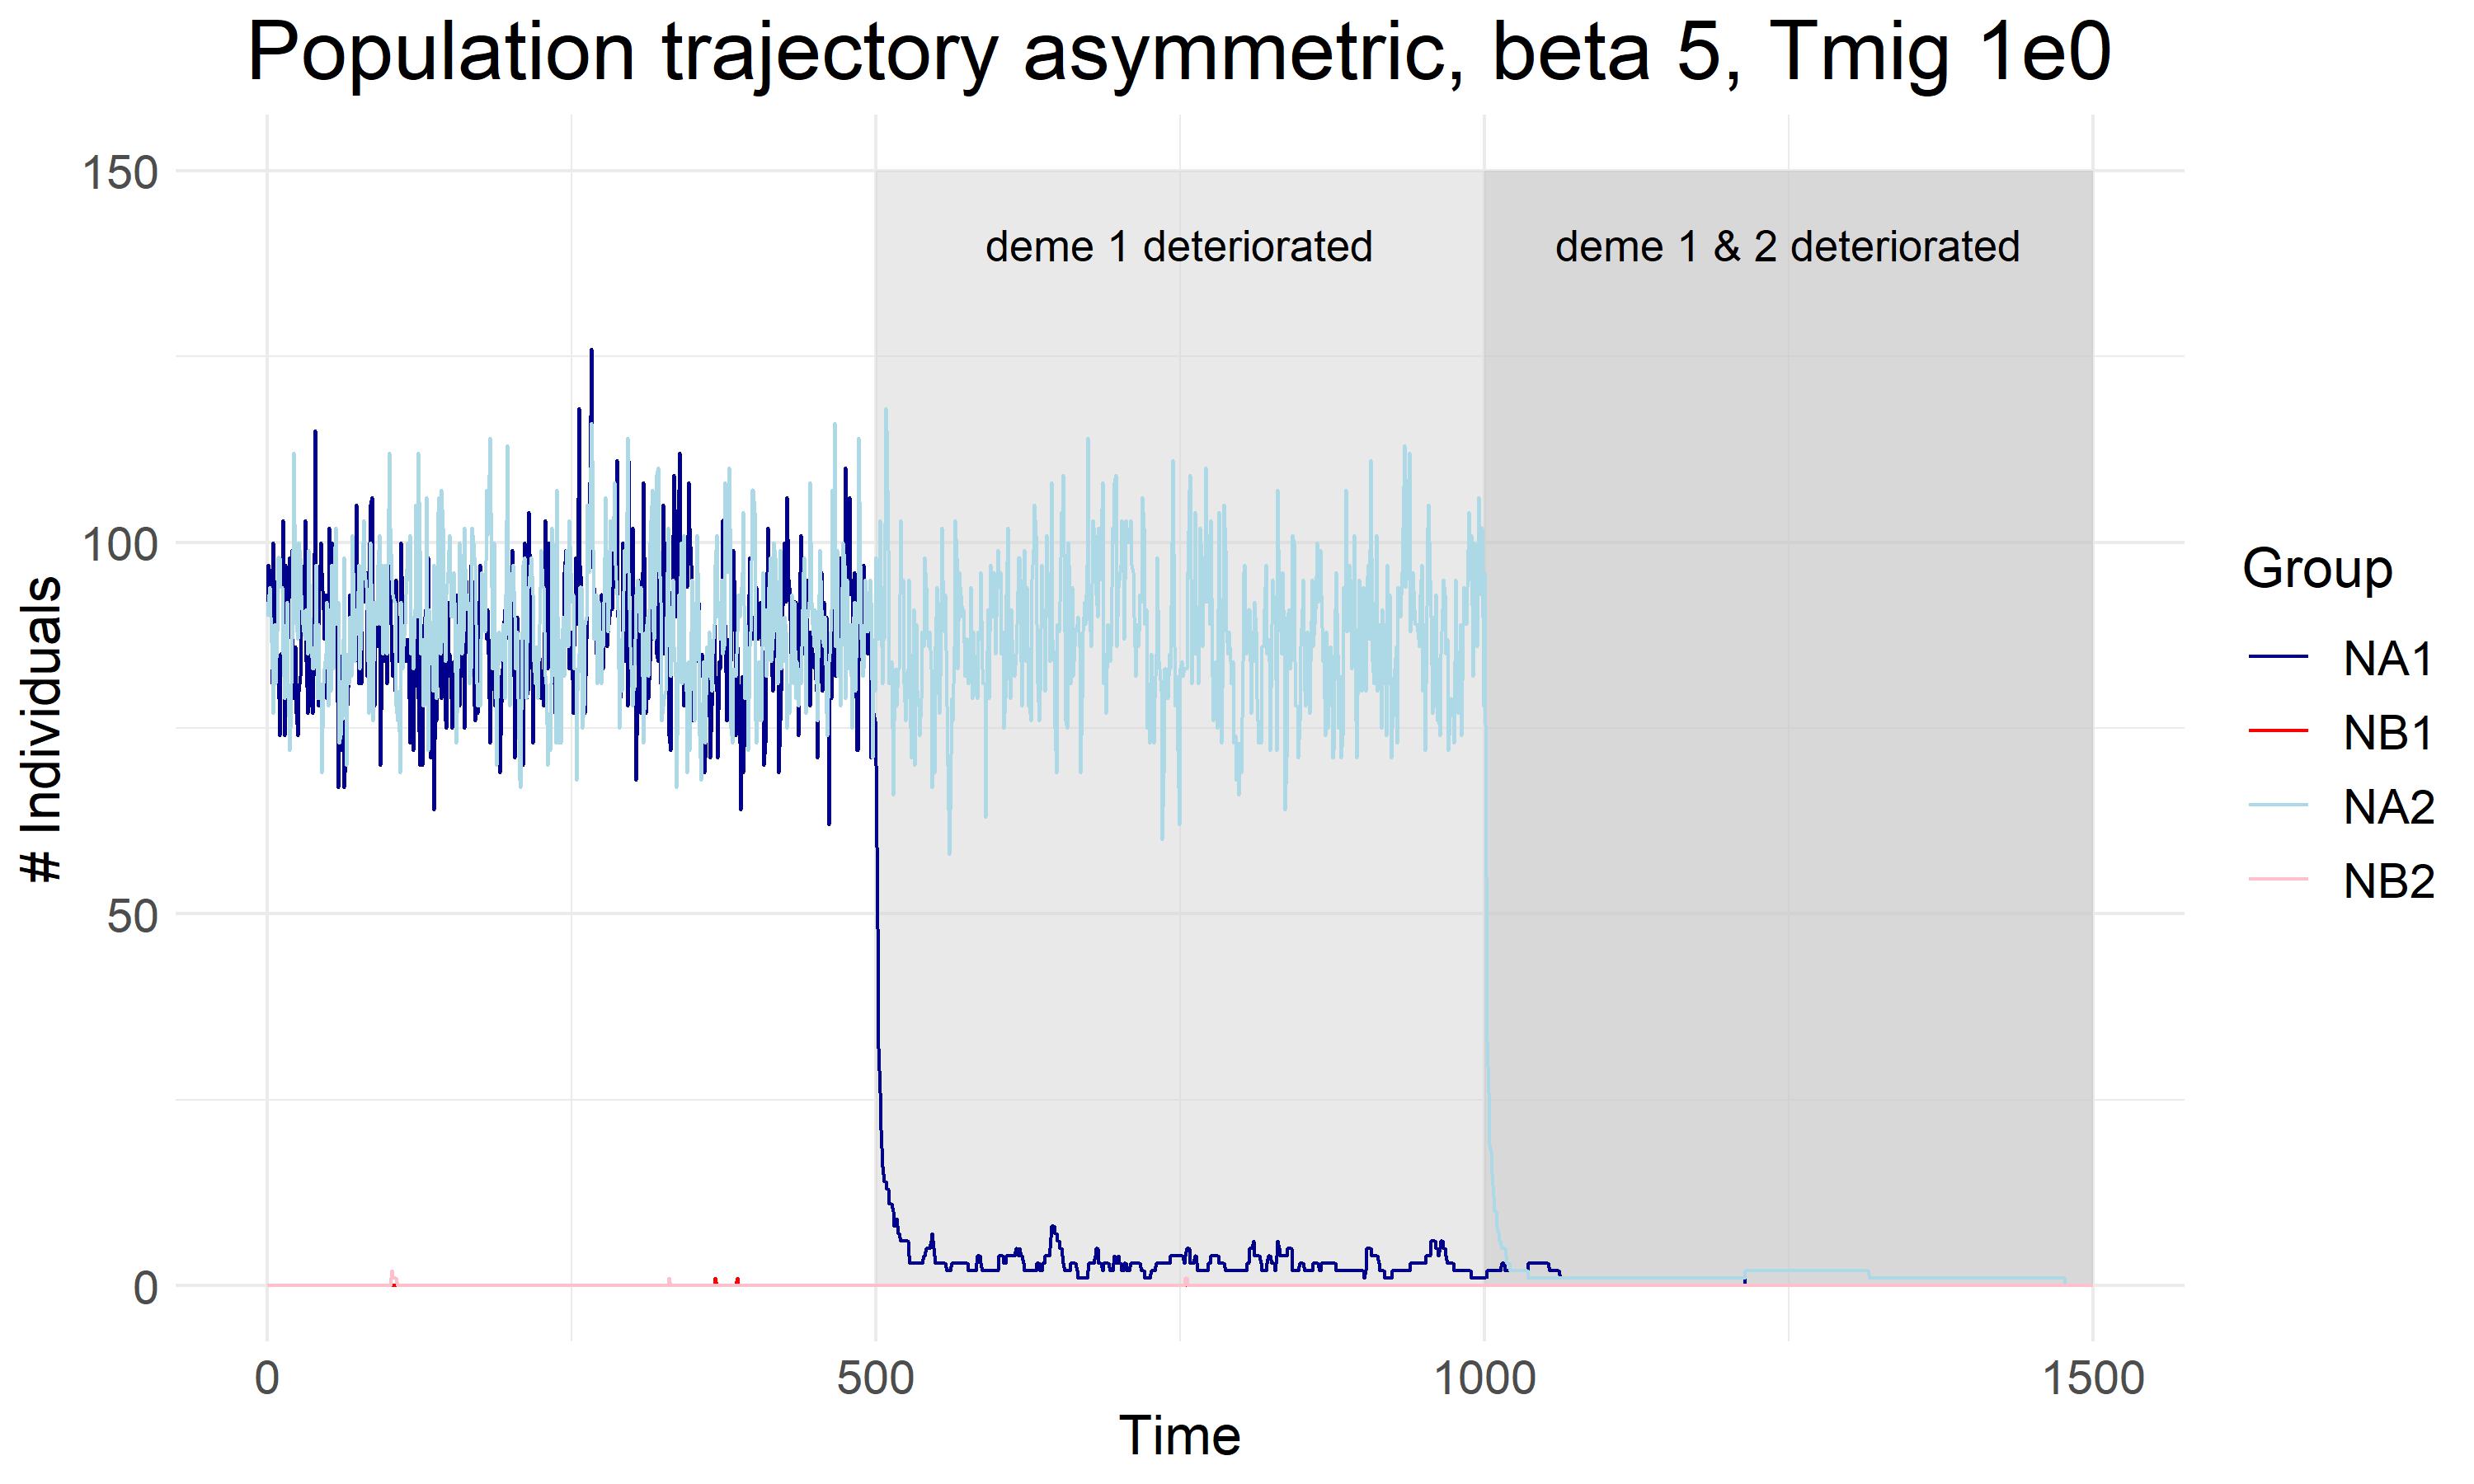 Population trajectory asymmetric, beta 5, Tmig 1e0
150
deme 1 deteriorated
deme 1 & 2 deteriorated
100
# Individuals
50
0
0
500
1000
1500
Time
Group
NA1
NB1
NA2
NB2